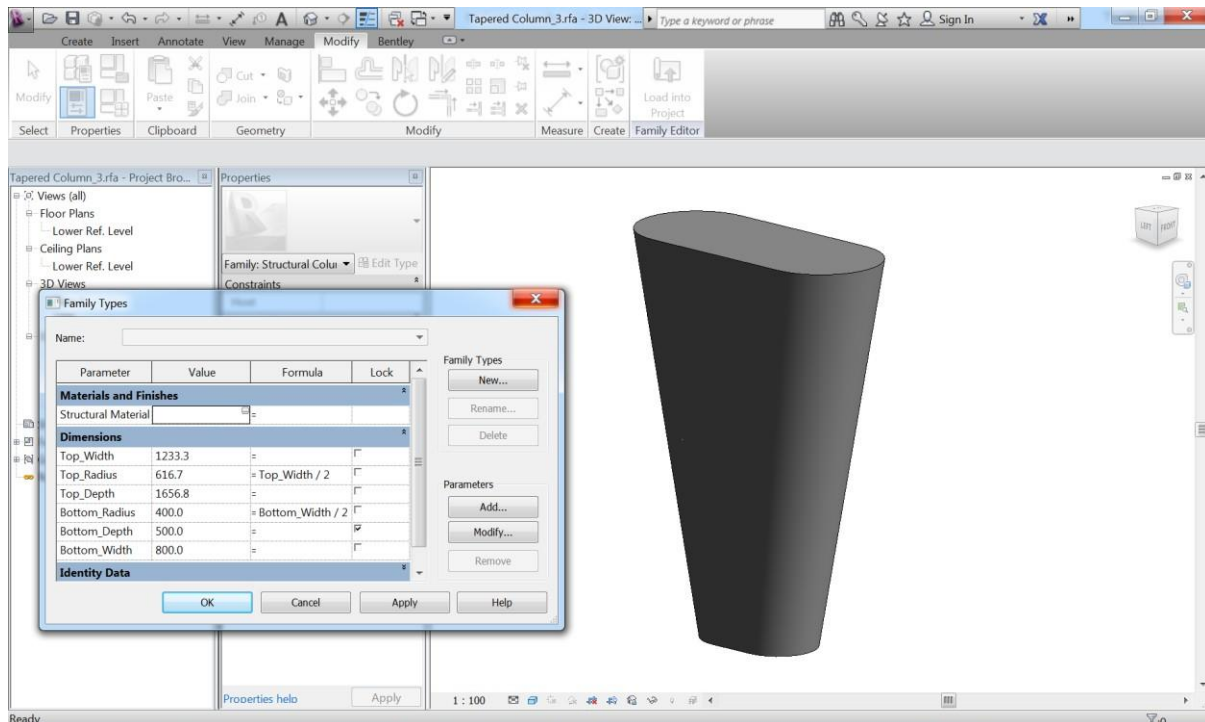 Tapered Column_3.rfa - 3D View: ...
Type a keyword or phrase
Sign In
Create Insert Annotate View Manage Modify Bentley
Modify
Cut
Join
Paste
Load into
Project
Select Properties Clipboard Geometry Modify Measure Create Family Editor
Tapered Column_3.rfa - Project Bro...
Views (all)
Floor Plans
Lower Ref. Level
Ceiling Plans
Lower Ref. Level
3D Views
Properties
Family: Structural Colu
Edit Type
Constraints
LEFT FRONT
Family Types
Name:
Parameter Value Formula Lock
Materials and Finishes
Structural Material =
Dimensions
Top_Width 1233.3 =
Top_Radius 616.7 = Top_Width / 2
Top_Depth 1656.8 =
Bottom_Radius 400.0 = Bottom_Width / 2
Bottom_Depth 500.0 =
Bottom_Width 800.0 =
Identity Data
Family Types
New...
Rename...
Delete
Parameters
Add...
Modify...
Remove
OK Cancel Apply Help
Properties help Apply
1 : 100
Ready
:0